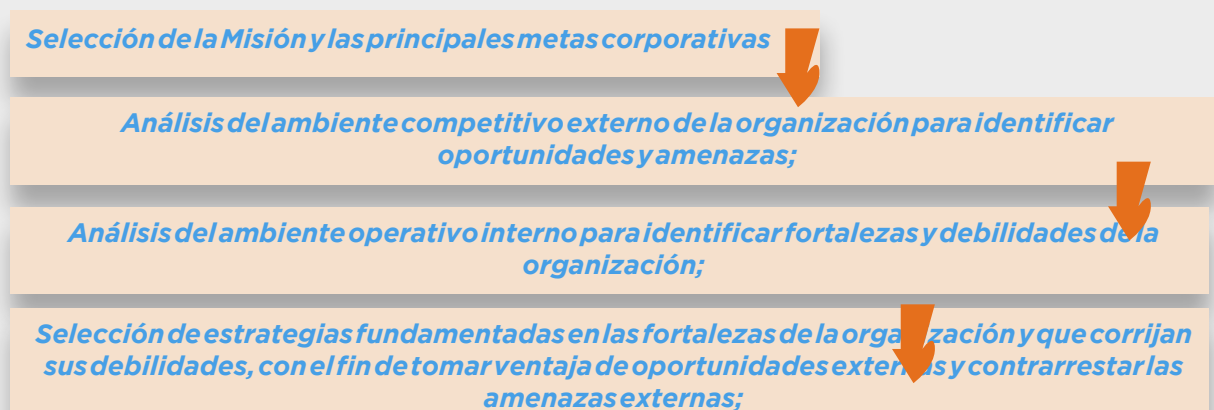 Selección de la Misión y las principales metas corporativas
Análisis del ambiente competitivo externo de la organización para identificar
oportunidades y amenazas;
Análisis del ambiente operativo interno para identificar fortalezas y debilidades de la
organización;
Selección de estrategias fundamentadas en las fortalezas de la organización y que corrijan
sus debilidades, con el fin de tomar ventaja de oportunidades externas y contrarrestar las
amenazas externas;